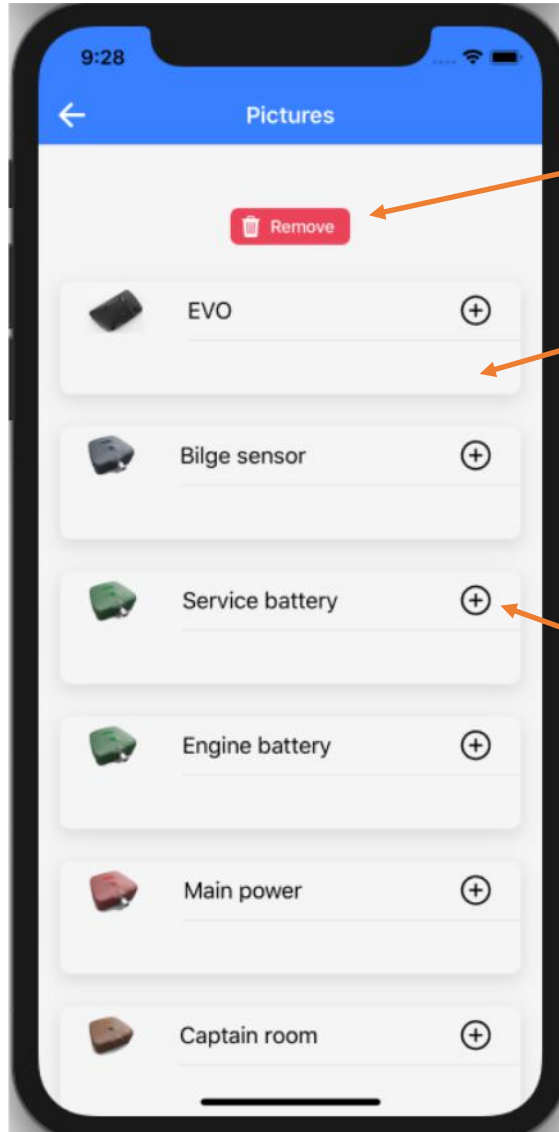 9:28
Pictures
Remove
EVO
Bilge sensor
Service battery
Engine battery
Main power
Captain room